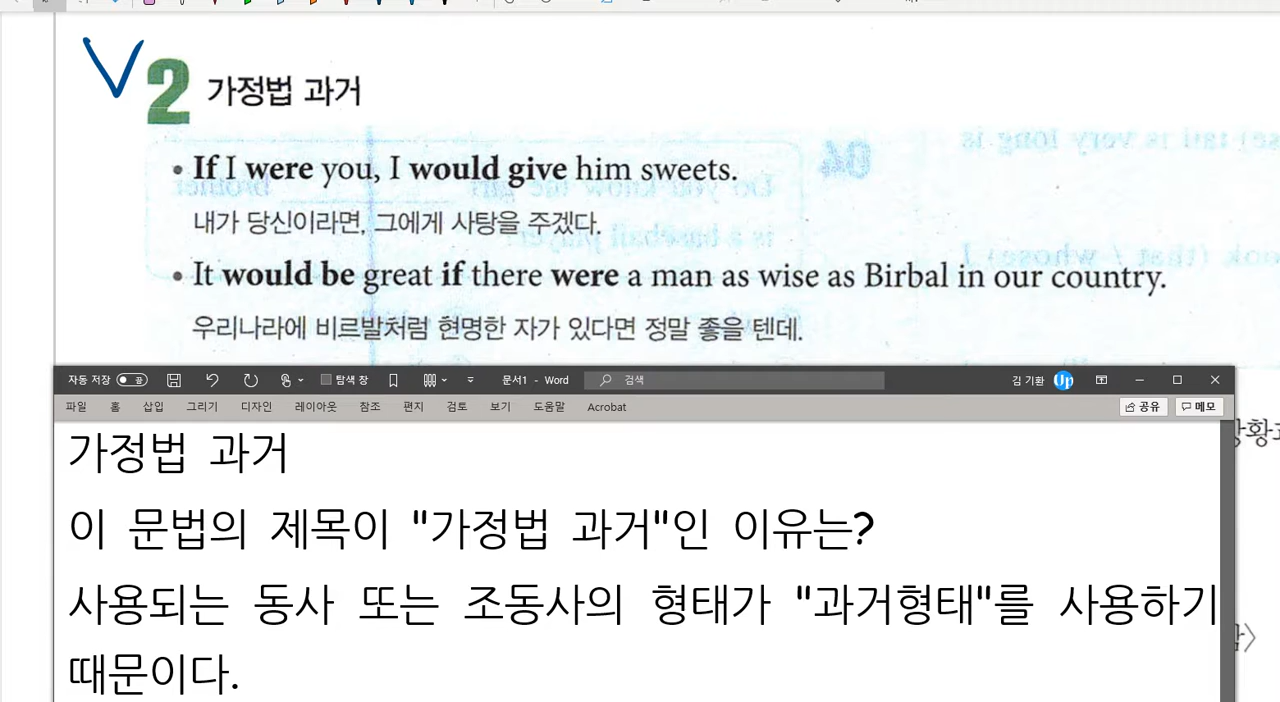 2 가정법 과거
If I were you, I would give him sweets.
내가 당신이라면, 그에게 사탕을 주겠다.
It would be great if there were a man as wise as Birbal in our country.
우리나라에 비르발처럼 현명한 자가 있다면 정말 좋을 텐데.
자동 저장 끔 탐색 창 문서1 - Word 검색 김 기환 Up
파일 홈 삽입 그리기 디자인 레이아웃 참조 편지 검토 보기 도움말 Acrobat 공유 메모
가정법 과거
이 문법의 제목이 "가정법 과거"인 이유는?
사용되는 동사 또는 조동사의 형태가 "과거형태"를 사용하기
때문이다.